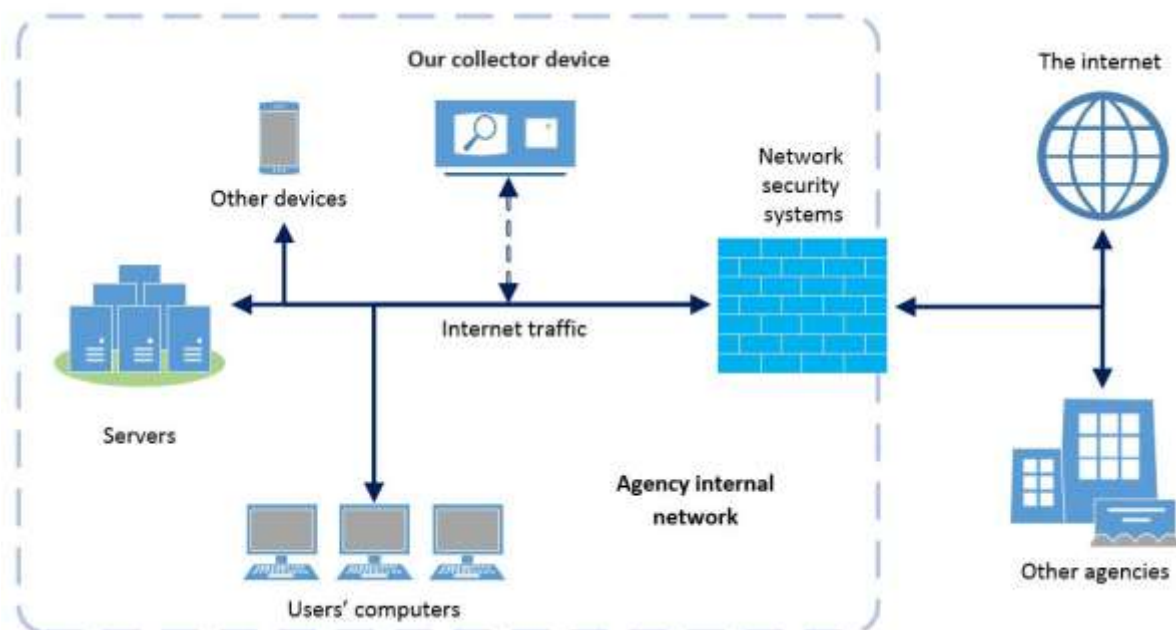 Our collector device
The internet
Network
security
systems
Other devices
Internet traffic
Servers
Agency internal
network
Other agencies
Users' computers